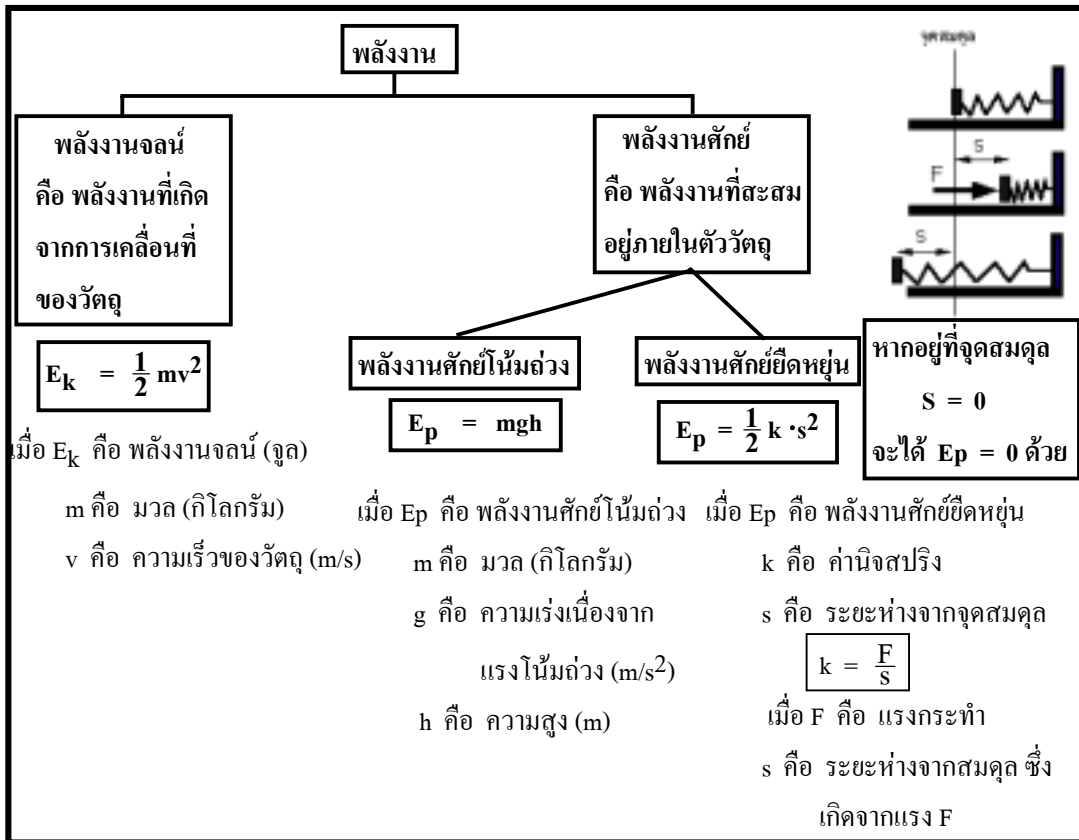 พลังงาน
พลังงานจลน์
คือ พลังงานที่เกิด
จากการเคลื่อนที่
ของวัตถุ
E_k = \frac{1}{2} mv^2
เมื่อ E_k คือ พลังงานจลน์ (จูล)
m คือ มวล (กิโลกรัม)
v คือ ความเร็วของวัตถุ (m/s)
พลังงานศักย์
คือ พลังงานที่สะสม
อยู่ภายในตัววัตถุ
พลังงานศักย์โน้มถ่วง
E_p = mgh
เมื่อ Ep คือ พลังงานศักย์โน้มถ่วง
m คือ มวล (กิโลกรัม)
g คือ ความเร่งเนื่องจาก
แรงโน้มถ่วง (m/s^2)
h คือ ความสูง (m)
พลังงานศักย์ยืดหยุ่น
E_p = \frac{1}{2} k · s^2
เมื่อ Ep คือ พลังงานศักย์ยืดหยุ่น
k คือ ค่านิจสปริง
s คือ ระยะห่างจากจุดสมดุล
k = \frac{F}{s}
เมื่อ F คือ แรงกระทำ
s คือ ระยะห่างจากสมดุล ซึ่ง
เกิดจากแรง F
จุดสมดุล
S
F
S
หากอยู่ที่จุดสมดุล
S = 0
จะได้ Ep = 0 ด้วย